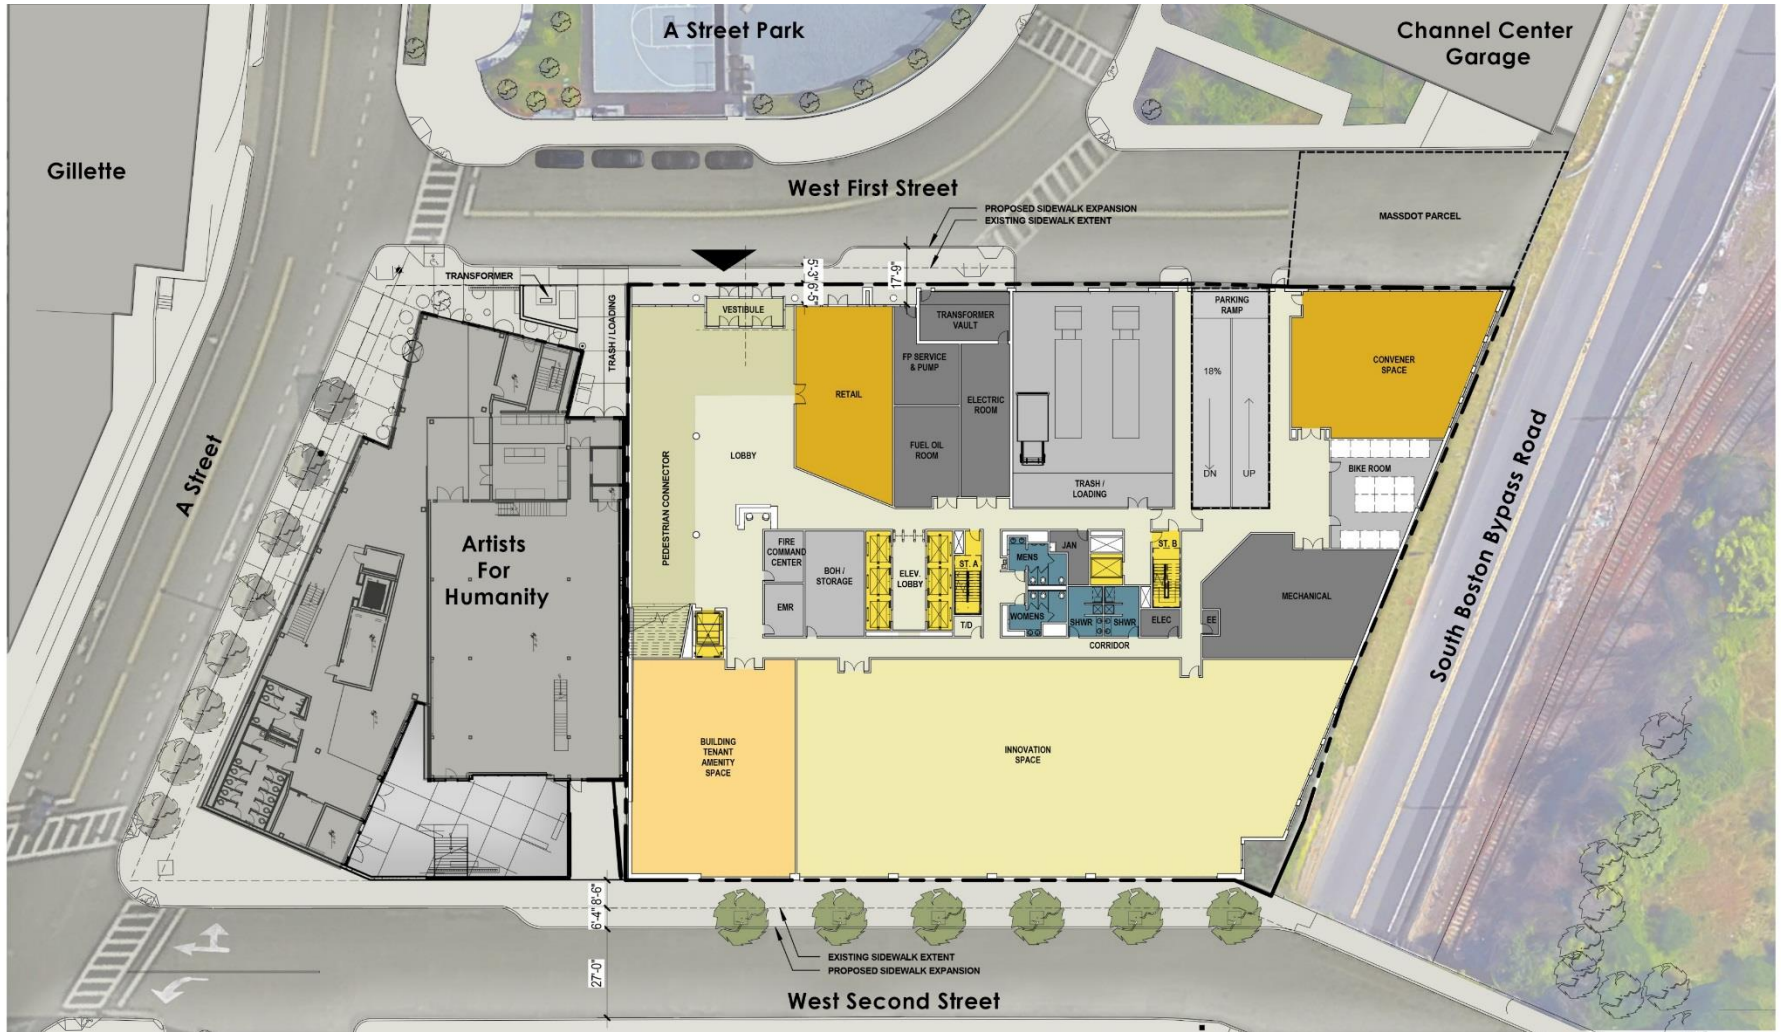 A Street Park
Channel Center
Garage
Gillette
West First Street
PROPOSED SIDEWALK EXPANSION
EXISTING SIDEWALK EXTENT
MASSDOT PARCEL
TRANSFORMER
TRASH / LOADING
5'-3"
6'-5"
17'-6"
VESTIBULE
TRANSFORMER
VAULT
PARKING
RAMP
FP SERVICE
& PUMP
CONVENER
SPACE
18%
RETAIL
ELECTRIC
ROOM
A Street
PEDESTRIAN CONNECTOR
LOBBY
FUEL OIL
ROOM
TRASH /
LOADING
DN
UP
BIKE ROOM
South Boston Bypass Road
Artists
For
Humanity
FIRE
COMMAND
CENTER
BOH /
STORAGE
ELEV.
LOBBY
ST. A
MENS
JAN
ST. B
EMR
T/D
WOMENS
SHWR
SHWR
ELEC
EE
MECHANICAL
CORRIDOR
BUILDING
TENANT
AMENITY
SPACE
INNOVATION
SPACE
8'-6"
6'-4"
27'-0"
EXISTING SIDEWALK EXTENT
PROPOSED SIDEWALK EXPANSION
West Second Street